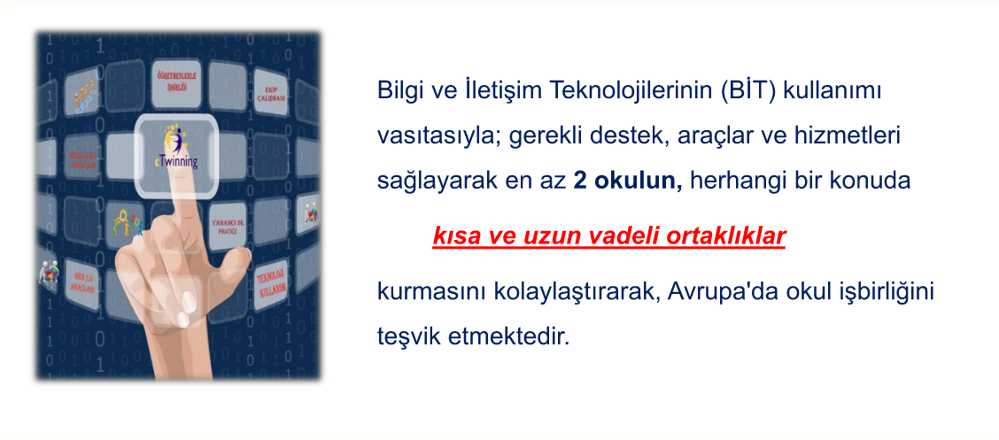 ÖĞRETMENLERLE
İŞBİRLİĞİ
EKİP
ÇALIŞMASI
eTwinning
YABANCI DİL
PRATİĞİ
WEB 2.0
ARAÇLARI
TEKNOLOJİ
KULLANIMI
Bilgi ve İletişim Teknolojilerinin (BİT) kullanımı
vasıtasıyla; gerekli destek, araçlar ve hizmetleri
sağlayarak en az 2 okulun, herhangi bir konuda
kısa ve uzun vadeli ortaklıklar
kurmasını kolaylaştırarak, Avrupa'da okul işbirliğini
teşvik etmektedir.